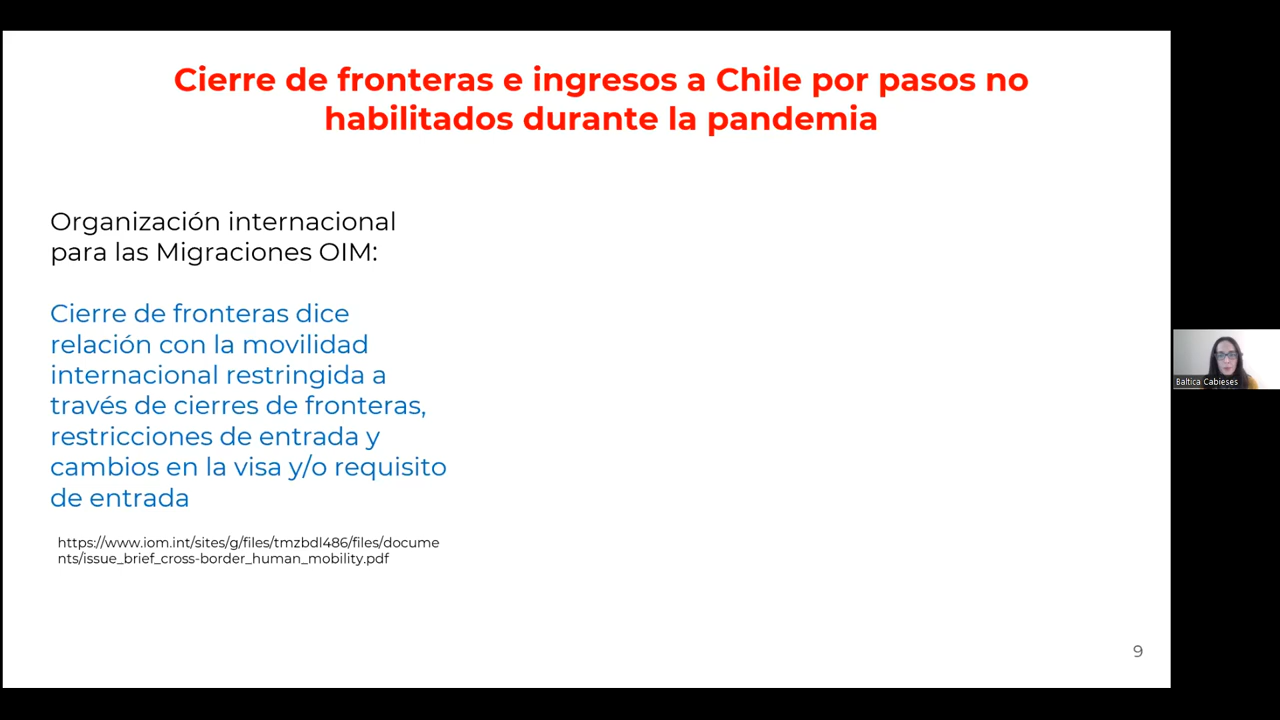 Cierre de fronteras e ingresos a Chile por pasos no
habilitados durante la pandemia
Organización internacional
para las Migraciones OIM:
Cierre de fronteras dice
relación con la movilidad
internacional restringida a
través de cierres de fronteras,
restricciones de entrada y
cambios en la visa y/o requisito
de entrada
https://www.iom.int/sites/g/files/tmzbdl486/files/docume
nts/issue_brief_cross-border_human_mobility.pdf
Baltica Cabieses
9